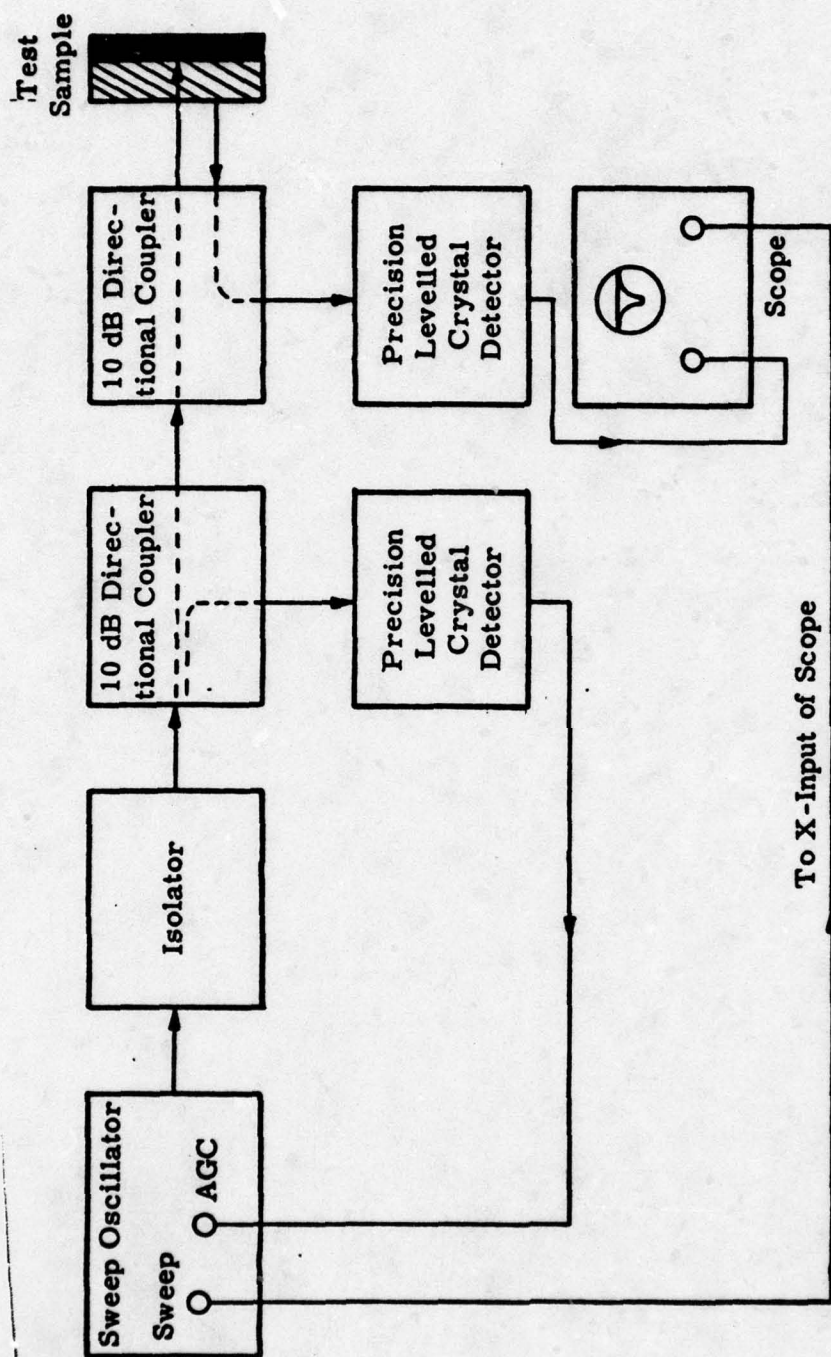 Sweep Oscillator
Sweep
AGC
Isolator
10 dB Direc-
tional Coupler
10 dB Direc-
tional Coupler
Test
Sample
Precision
Levelled
Crystal
Detector
Precision
Levelled
Crystal
Detector
Scope
To X-Input of Scope